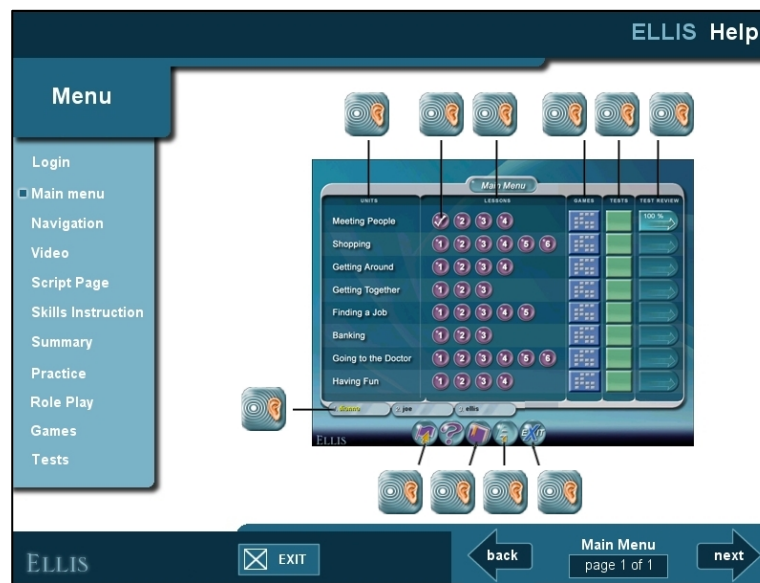 ELLIS Help
Menu
Login
Main menu
Navigation
Video
Script Page
Skills Instruction
Summary
Practice
Role Play
Games
Tests
Main Menu
UNITS LESSONS GAMES TESTS TEST REVIEW
Meeting People 2 3 4 100 %
Shopping 1 2 3 4 5 6
Getting Around 1 2 3 4
Getting Together 1 2 3
Finding a Job 1 2 3 4 5
Banking 1 2 3
Going to the Doctor 1 2 3 4 5 6
Having Fun 1 2 3 4
joe ellis
ELLIS ? EXIT
ELLIS
EXIT
back
Main Menu
page 1 of 1
next